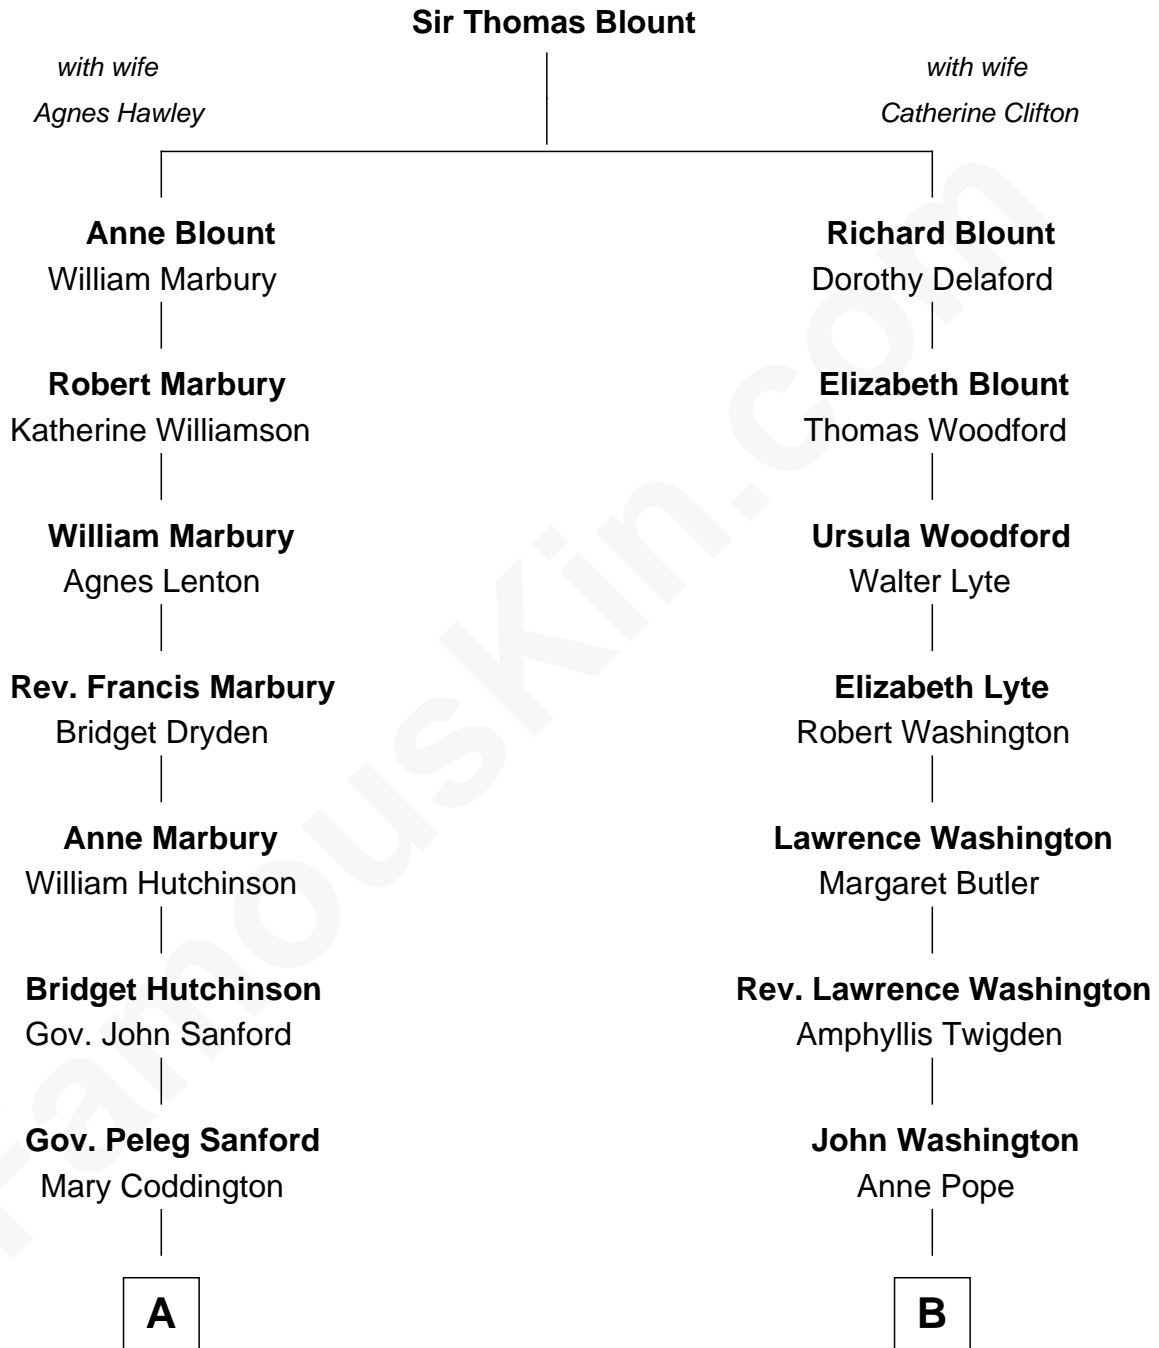 Sir Thomas Blount
with wife
Agnes Hawley
with wife
Catherine Clifton
Anne Blount
William Marbury
Richard Blount
Dorothy Delaford
Robert Marbury
Katherine Williamson
Elizabeth Blount
Thomas Woodford
William Marbury
Agnes Lenton
Ursula Woodford
Walter Lyte
Rev. Francis Marbury
Bridget Dryden
Elizabeth Lyte
Robert Washington
Anne Marbury
William Hutchinson
Lawrence Washington
Margaret Butler
Bridget Hutchinson
Gov. John Sanford
Rev. Lawrence Washington
Amphyllis Twigden
Gov. Peleg Sanford
Mary Coddington
John Washington
Anne Pope
A
B
FamousKin.com